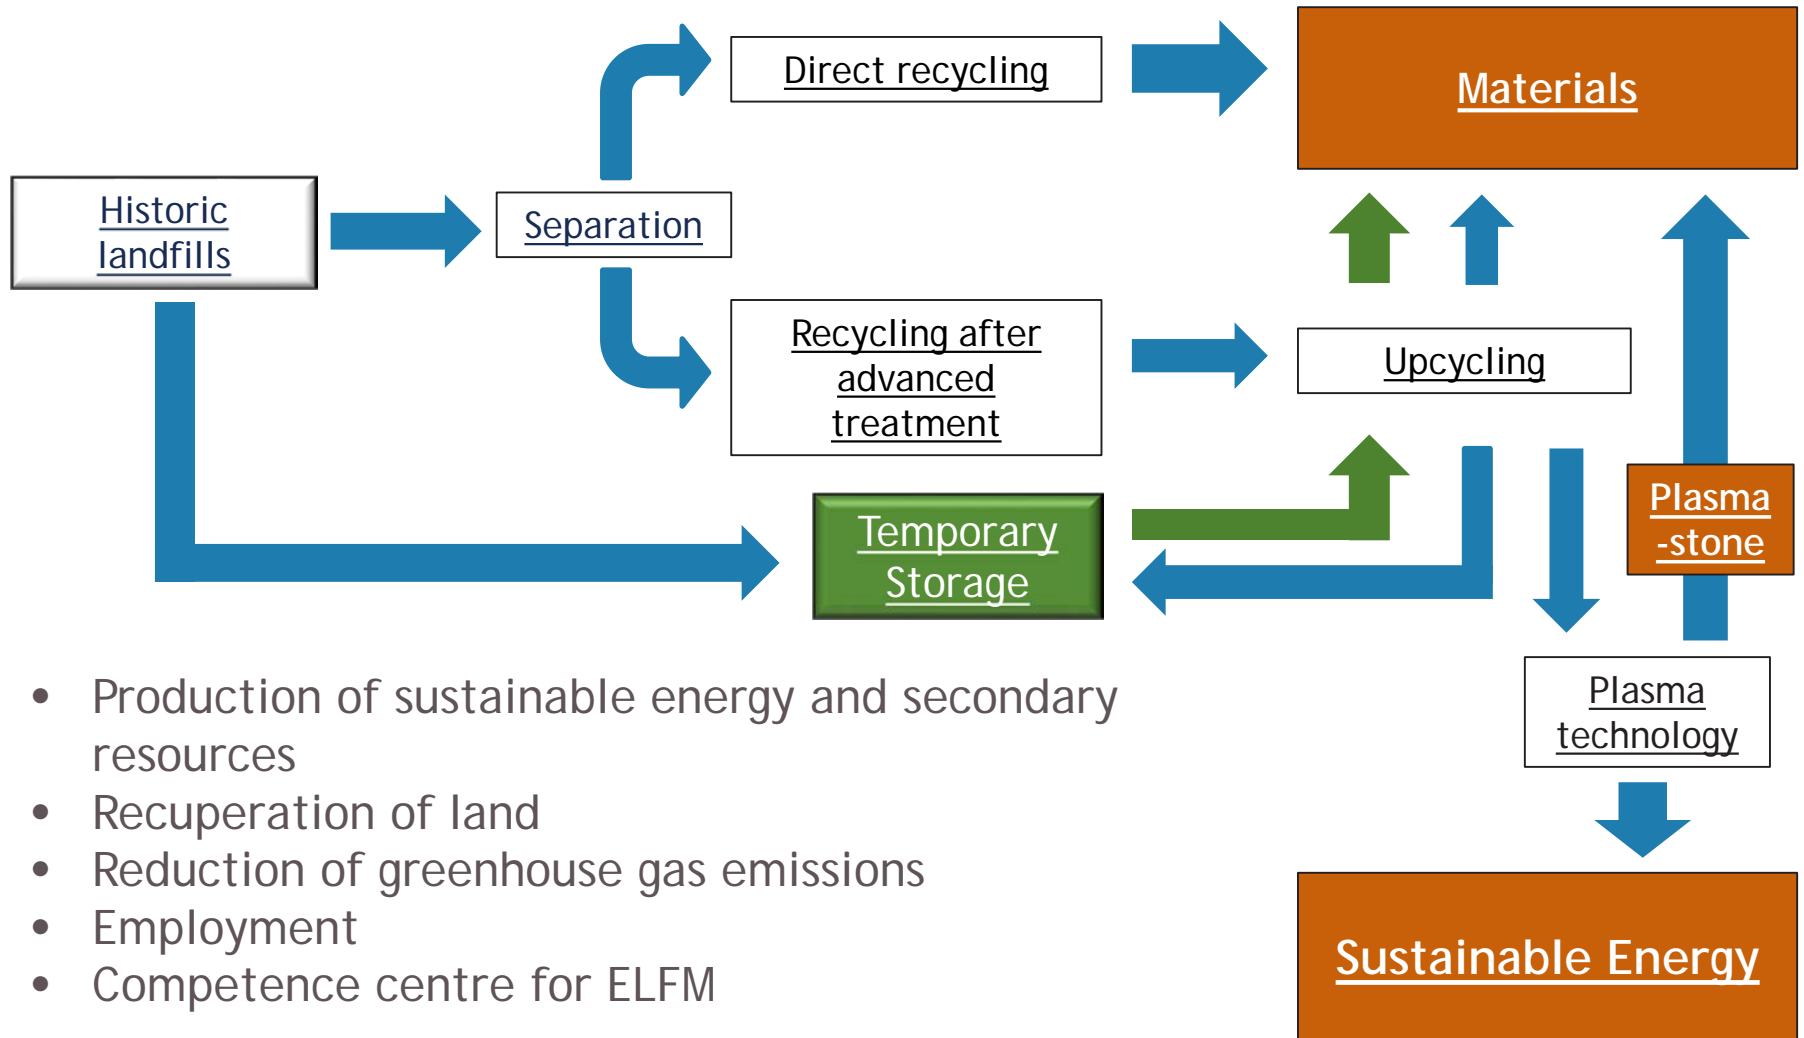 Direct recycling
Materials
Historic
landfills
Separation
Recycling after
advanced
treatment
Upcycling
Temporary
Storage
Plasma
-stone
Plasma
technology
Sustainable Energy
• Production of sustainable energy and secondary
resources
• Recuperation of land
• Reduction of greenhouse gas emissions
• Employment
• Competence centre for ELFM